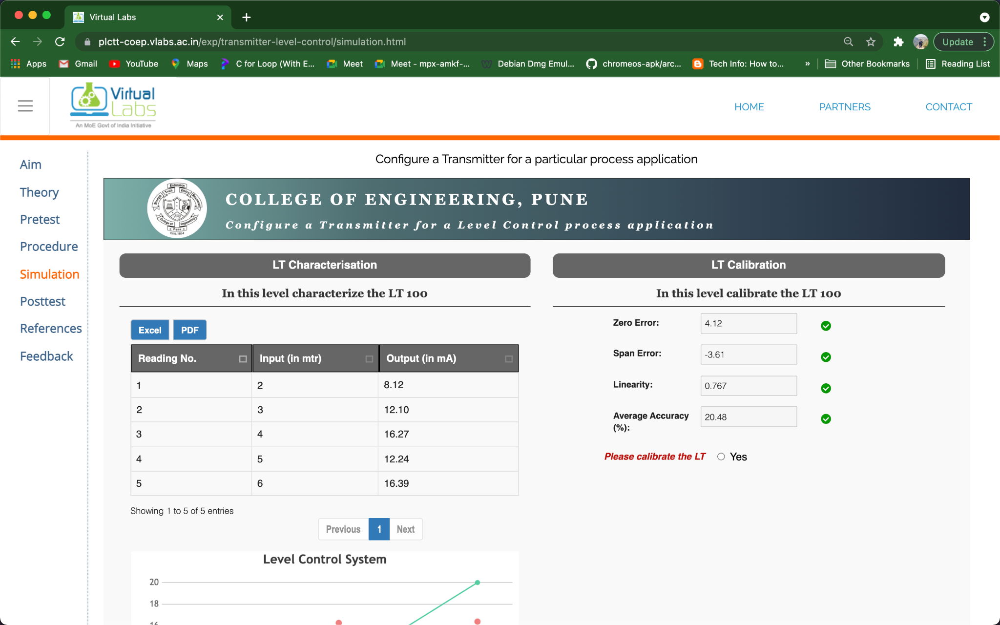 Virtual Labs
plctt-coep.vlabs.ac.in/exp/transmitter-level-control/simulation.html
Update
Apps
Gmail
YouTube
Maps
C for Loop (With E...
Meet
Meet - mpx-amkf-...
Debian Dmg Emul...
chromeos-apk/arc...
Tech Info: How to...
»
Other Bookmarks
Reading List
Virtual
Labs
An MoE Govt of India Initiative
HOME
PARTNERS
CONTACT
Aim
Theory
Pretest
Procedure
Simulation
Posttest
References
Feedback
Configure a Transmitter for a particular process application
COLLEGE OF ENGINEERING, PUNE
Configure a Transmitter for a Level Control process application
LT Characterisation
In this level characterize the LT 100
Excel
PDF
Reading No. Input (in mtr) Output (in mA)
1 2 8.12
2 3 12.10
3 4 16.27
4 5 12.24
5 6 16.39
Showing 1 to 5 of 5 entries
Previous 1 Next
Level Control System
20
18
16
LT Calibration
In this level calibrate the LT 100
Zero Error: 4.12
Span Error: -3.61
Linearity: 0.767
Average Accuracy (%): 20.48
Please calibrate the LT Yes